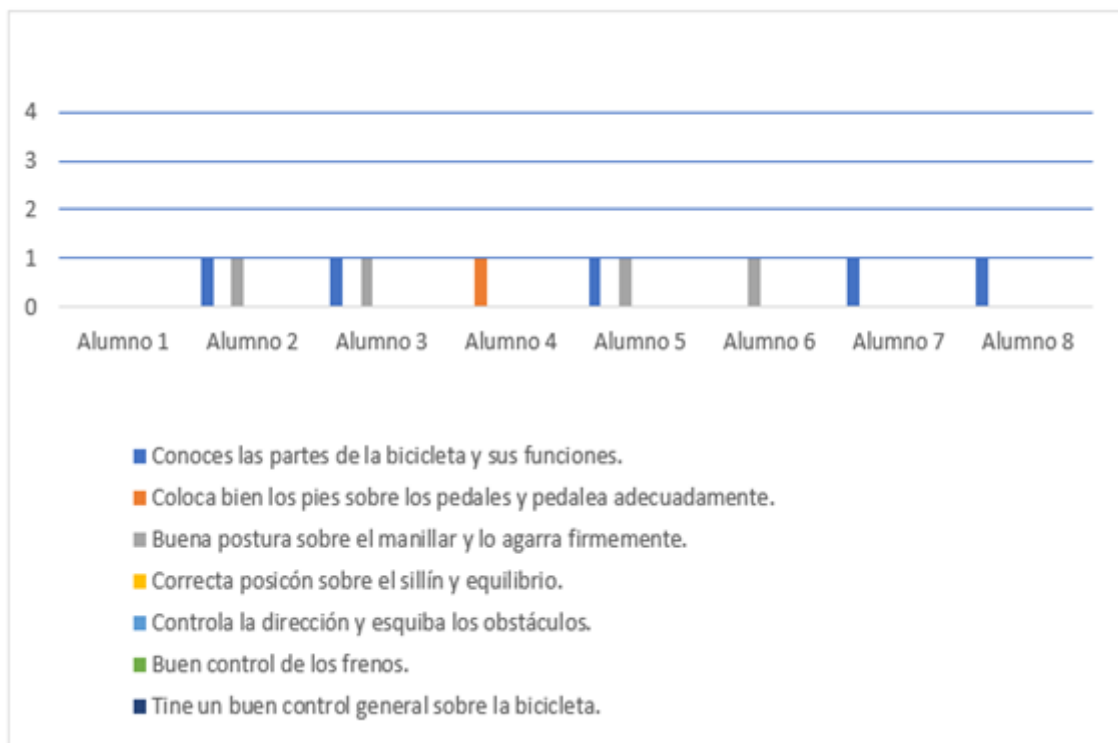 4
3
2
1
0
Alumno 1 Alumno 2 Alumno 3 Alumno 4 Alumno 5 Alumno 6 Alumno 7 Alumno 8
Conoces las partes de la bicicleta y sus funciones.
Coloca bien los pies sobre los pedales y pedalea adecuadamente.
Buena postura sobre el manillar y lo agarra firmemente.
Correcta posicón sobre el sillín y equilibrio.
Controla la dirección y esquiba los obstáculos.
Buen control de los frenos.
Tine un buen control general sobre la bicicleta.